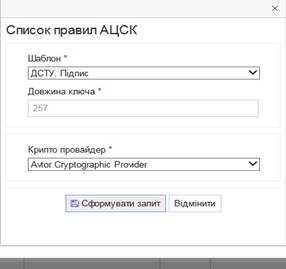 Список правил АЦСК
Шаблон *
ДСТУ. Підпис
Довжина ключа *
257
Крипто провайдер *
Avtor Cryptographic Provider
Сформувати запит Відмінити